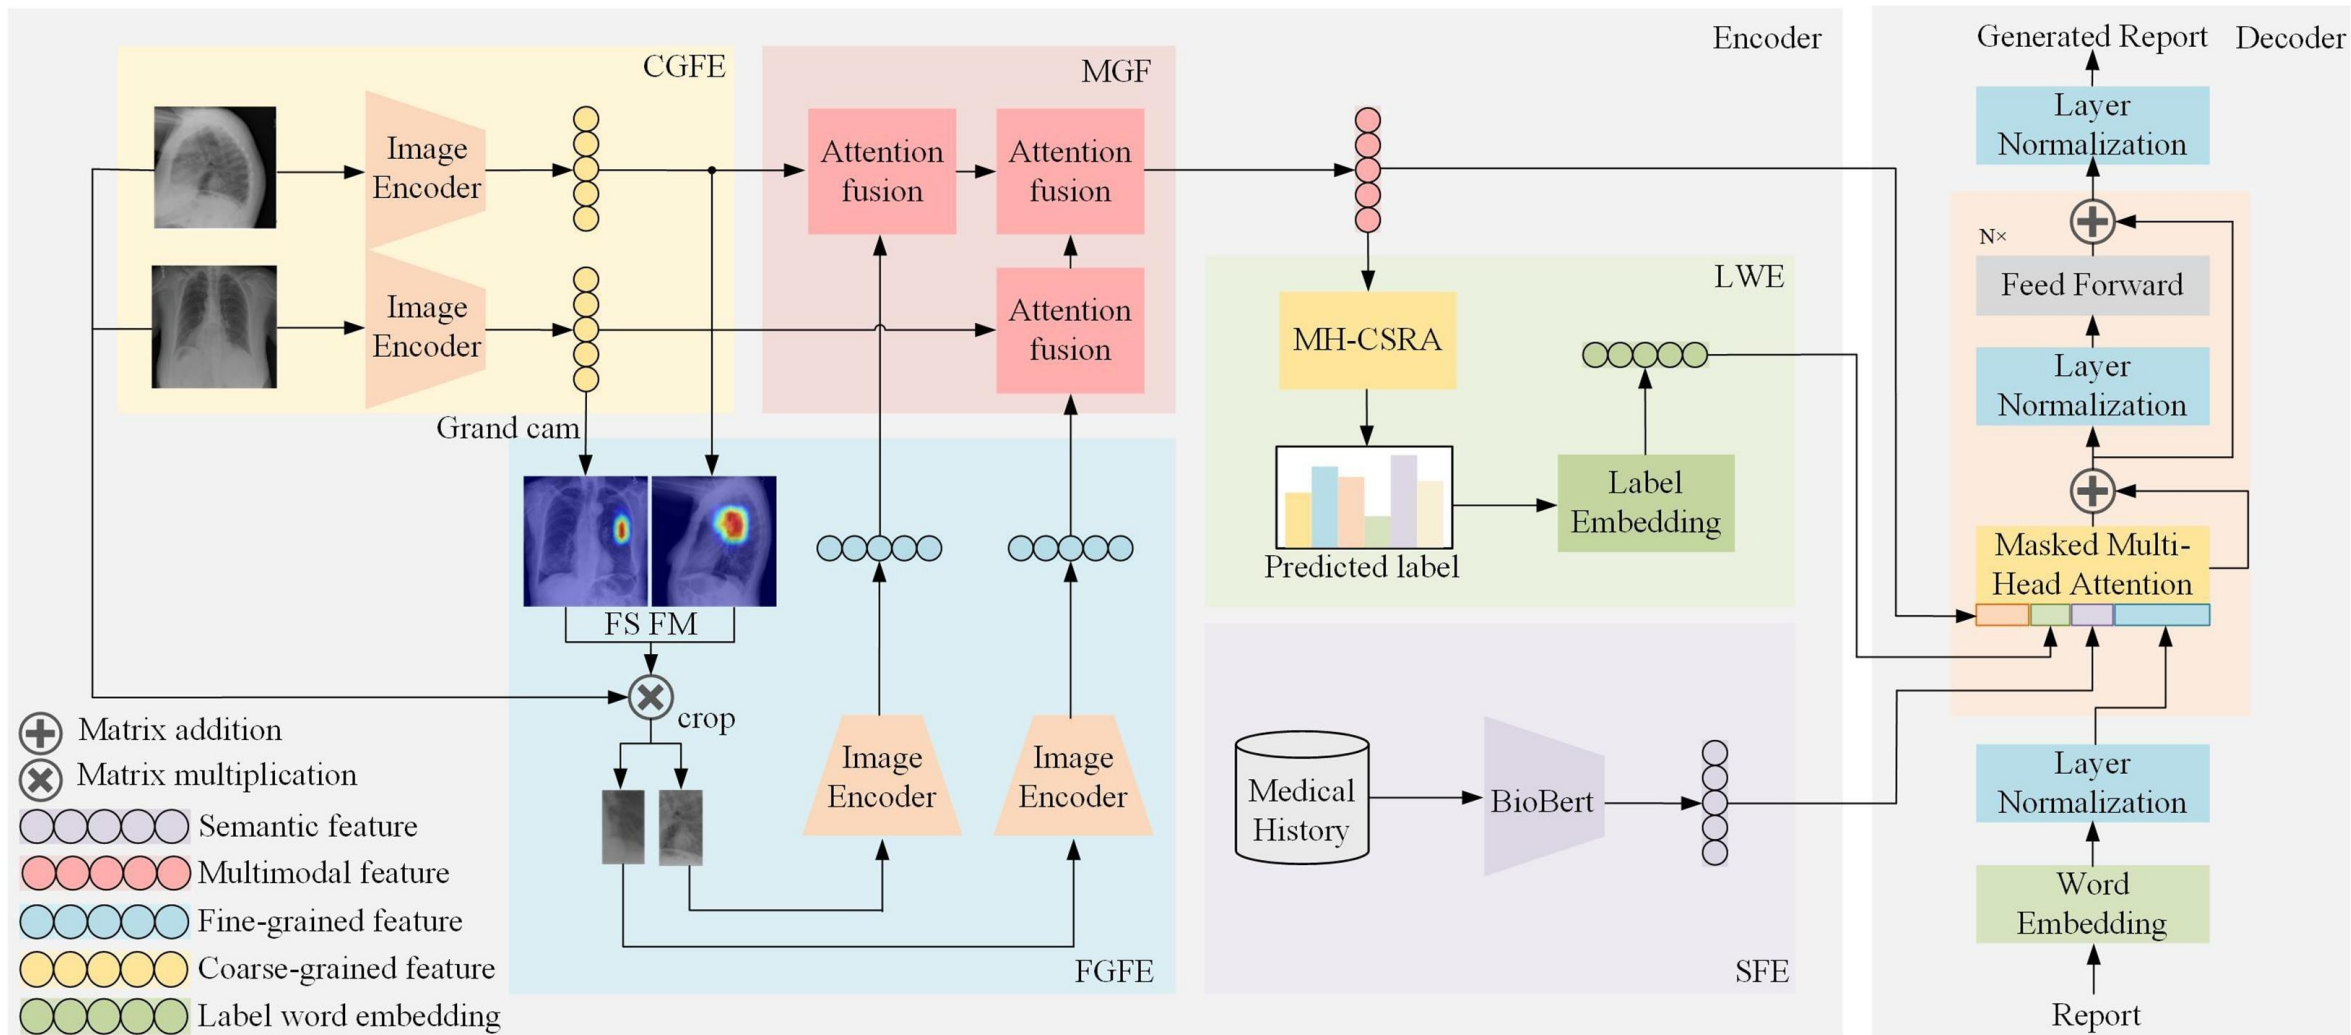 Encoder
CGFE
Image
Encoder
Image
Encoder
Grand cam
MGF
Attention
fusion
Attention
fusion
Attention
fusion
FS FM
crop
Image
Encoder
Image
Encoder
FGFE
LWE
MH-CSRA
Predicted label
Label
Embedding
Medical
History
BioBert
SFE
Matrix addition
Matrix multiplication
Semantic feature
Multimodal feature
Fine-grained feature
Coarse-grained feature
Label word embedding
Decoder
Generated Report
Layer
Normalization
N×
Feed Forward
Layer
Normalization
Masked Multi-
Head Attention
Layer
Normalization
Word
Embedding
Report